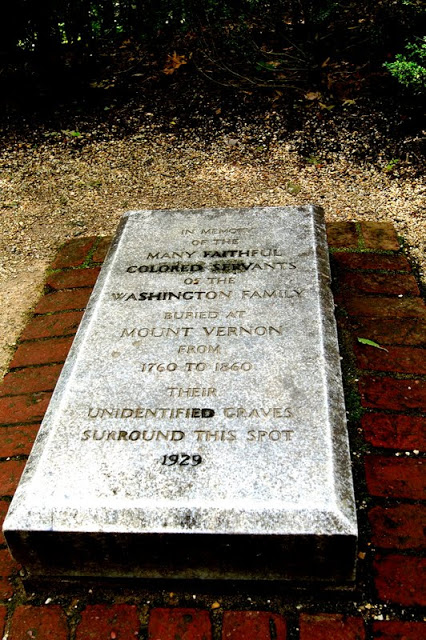 IN MEMORY
OF THE
MANY FAITHFUL
COLORED SERVANTS
OF THE
WASHINGTON FAMILY
BURIED AT
MOUNT VERNON
FROM
1760 TO 1860
THEIR
UNIDENTIFIED GRAVES
SURROUND THIS SPOT
1929